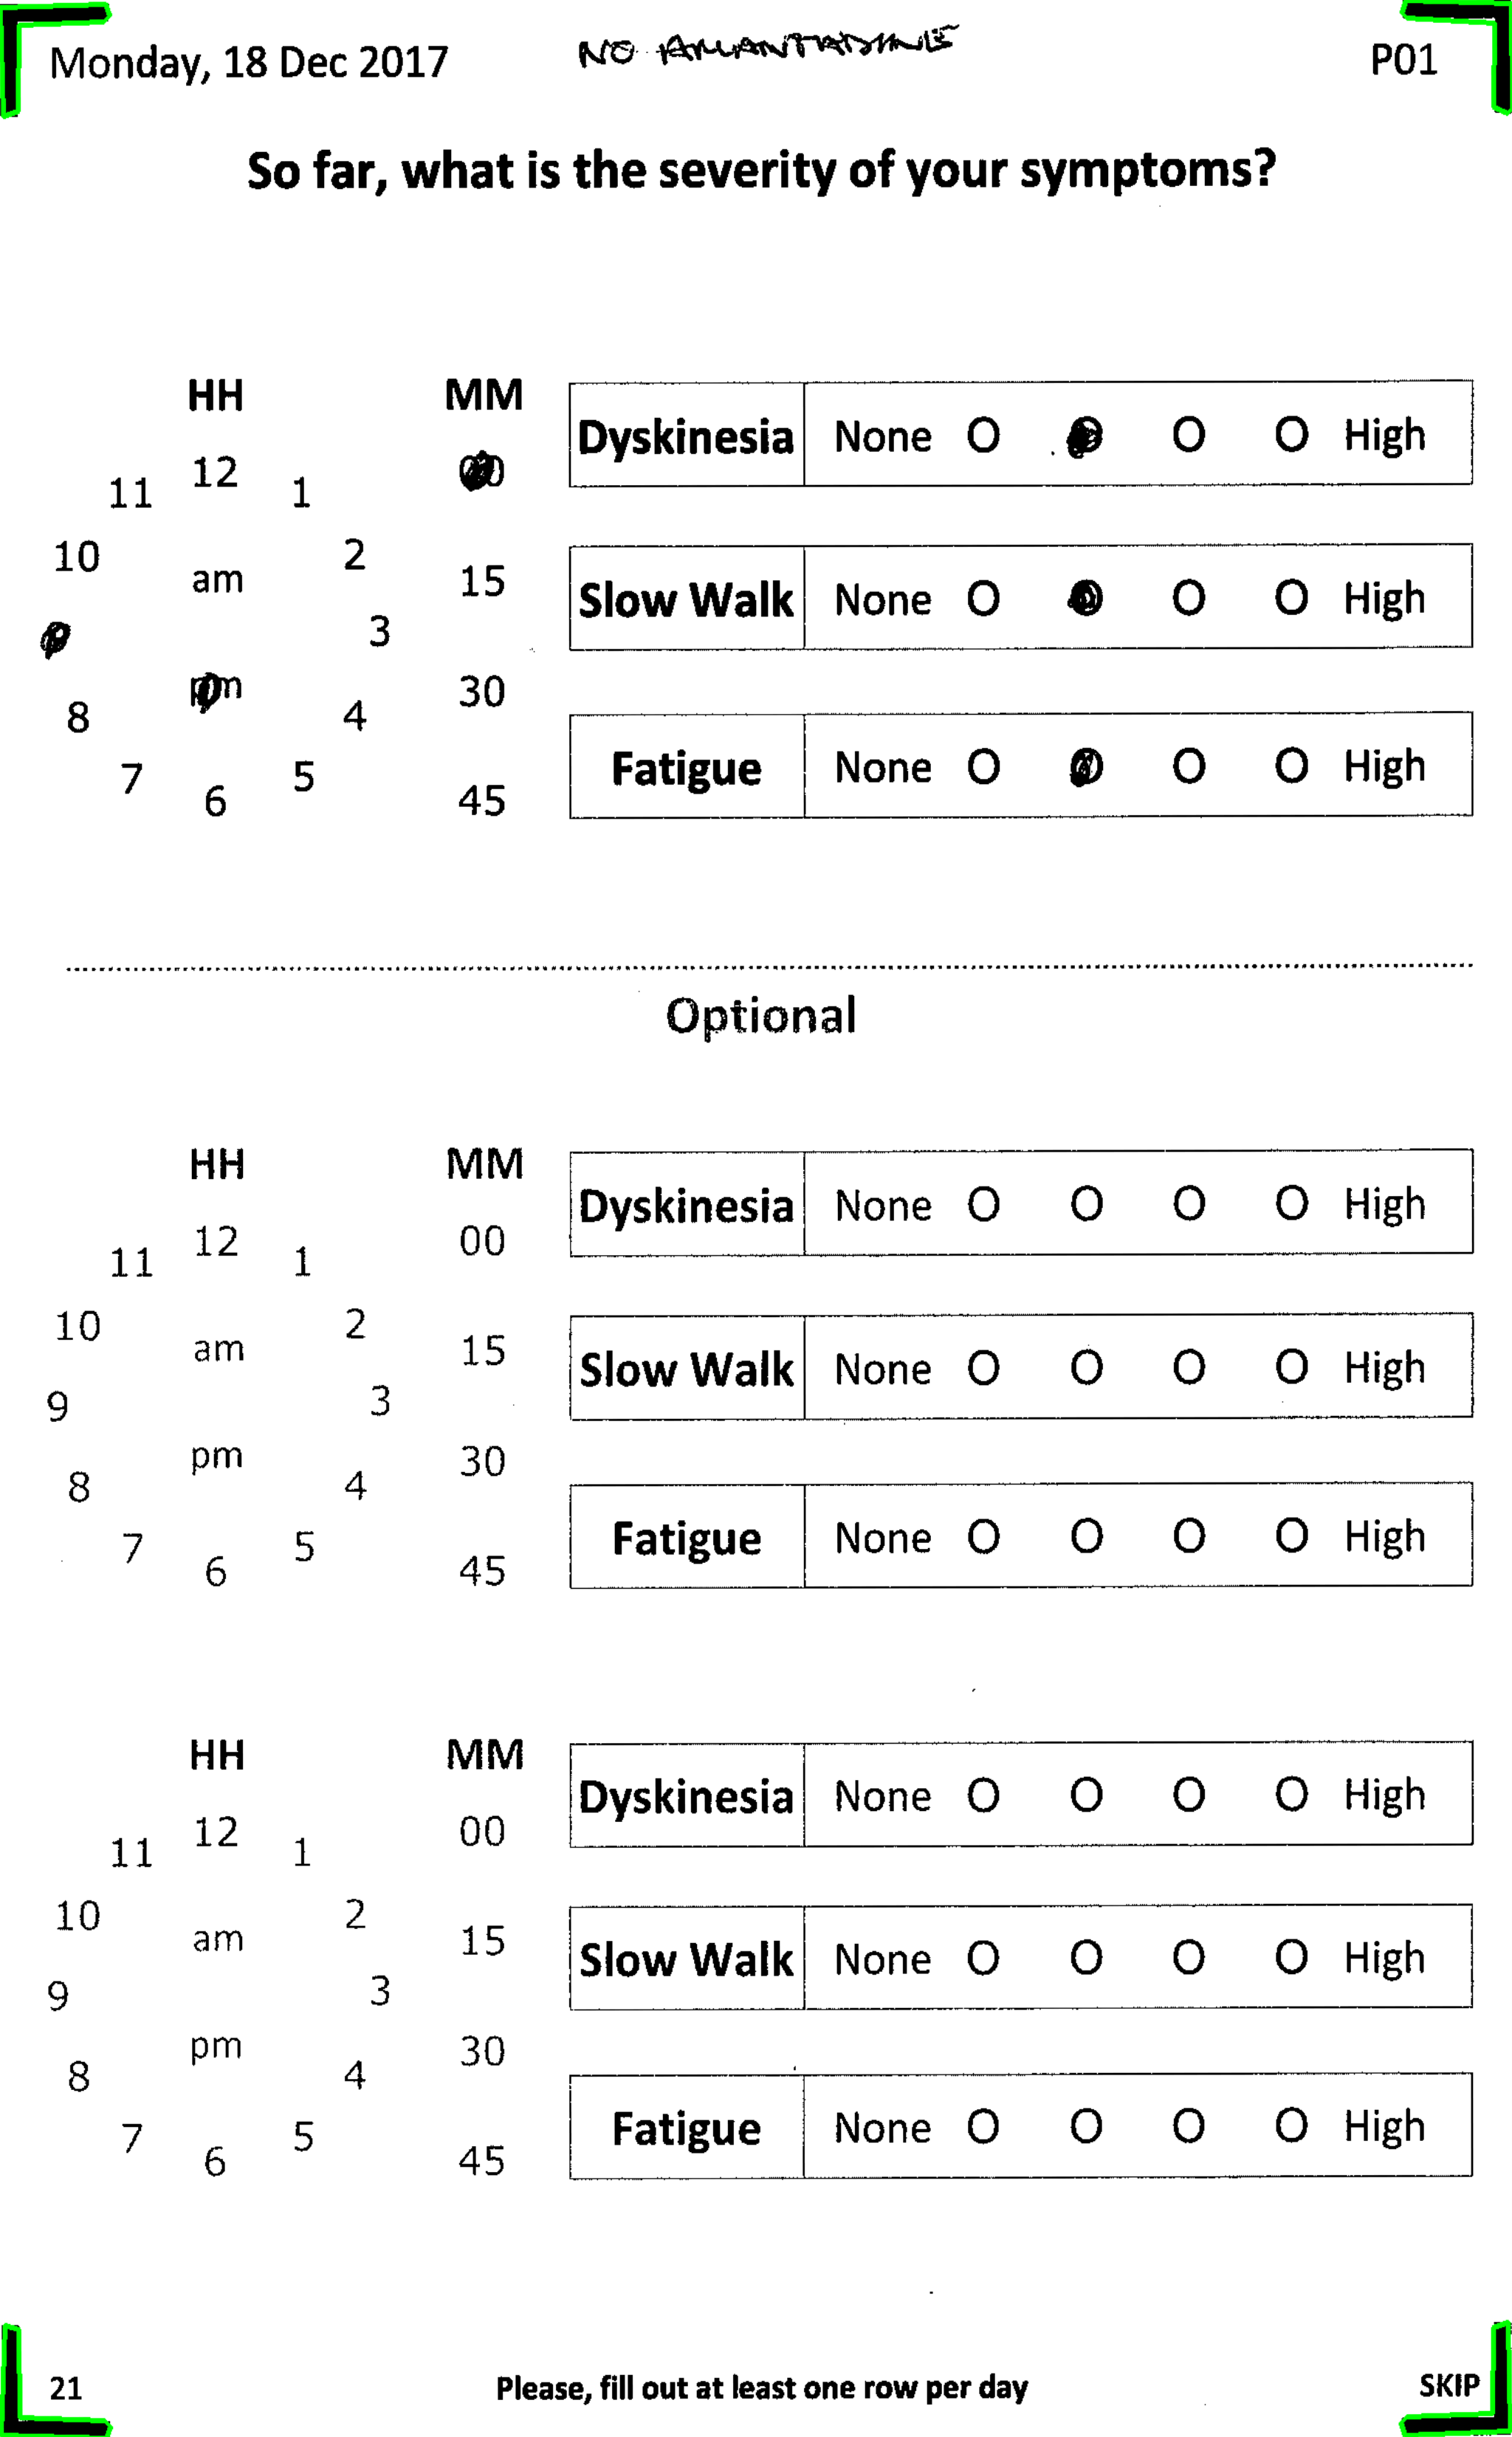 Monday, 18 Dec 2017 NO AMANTADINE P01
So far, what is the severity of your symptoms?
HH MM
Dyskinesia None O O O O High
11 12 1 00
10 am 2 15
Slow Walk None O O O O High
9 3
8 pm 4 30
Fatigue None O O O O High
7 6 5 45
Optional
HH MM
Dyskinesia None O O O O High
11 12 1 00
10 am 2 15
Slow Walk None O O O O High
9 3
8 pm 4 30
Fatigue None O O O O High
7 6 5 45
HH MM
Dyskinesia None O O O O High
11 12 1 00
10 am 2 15
Slow Walk None O O O O High
9 3
8 pm 4 30
Fatigue None O O O O High
7 6 5 45
21 Please, fill out at least one row per day SKIP